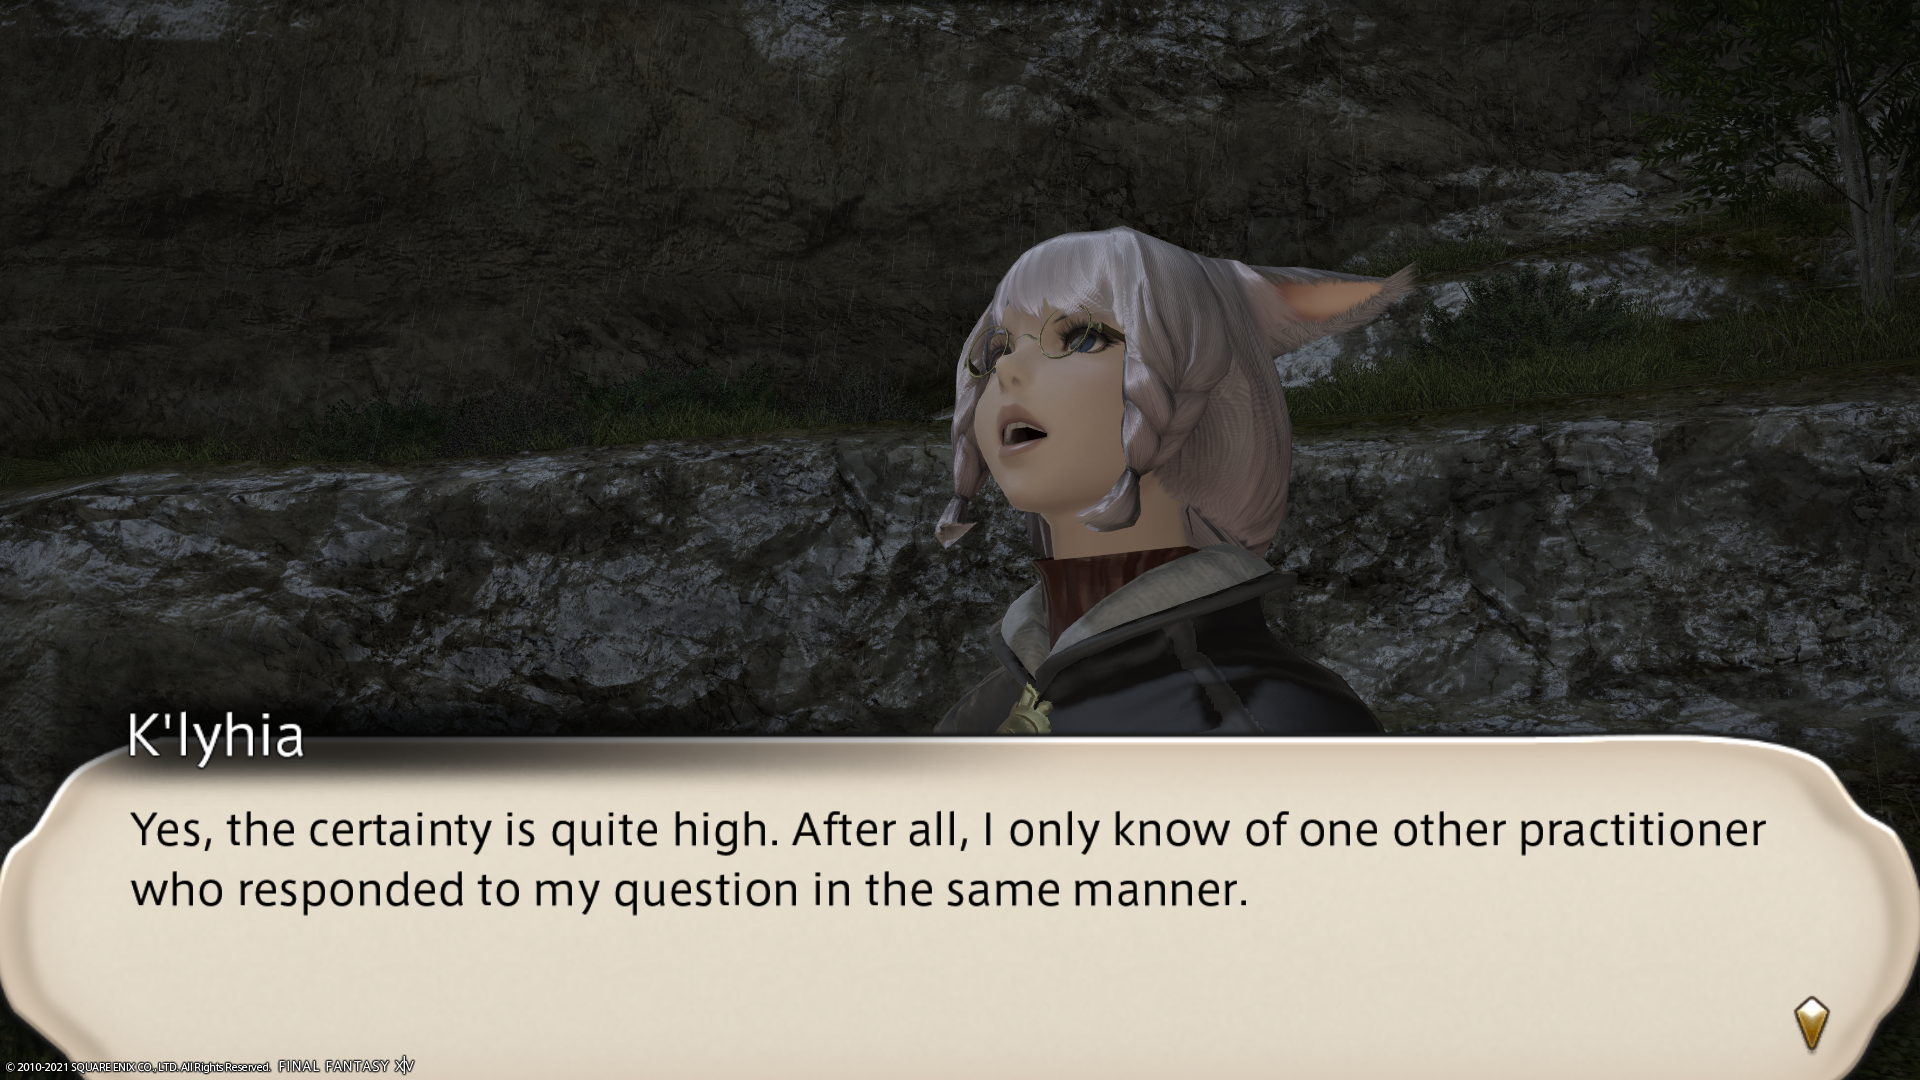 K'lyhia
Yes, the certainty is quite high. After all, I only know of one other practitioner
who responded to my question in the same manner.
© 2010-2021 SQUARE ENIX CO., LTD. All Rights Reserved. FINAL FANTASY XIV